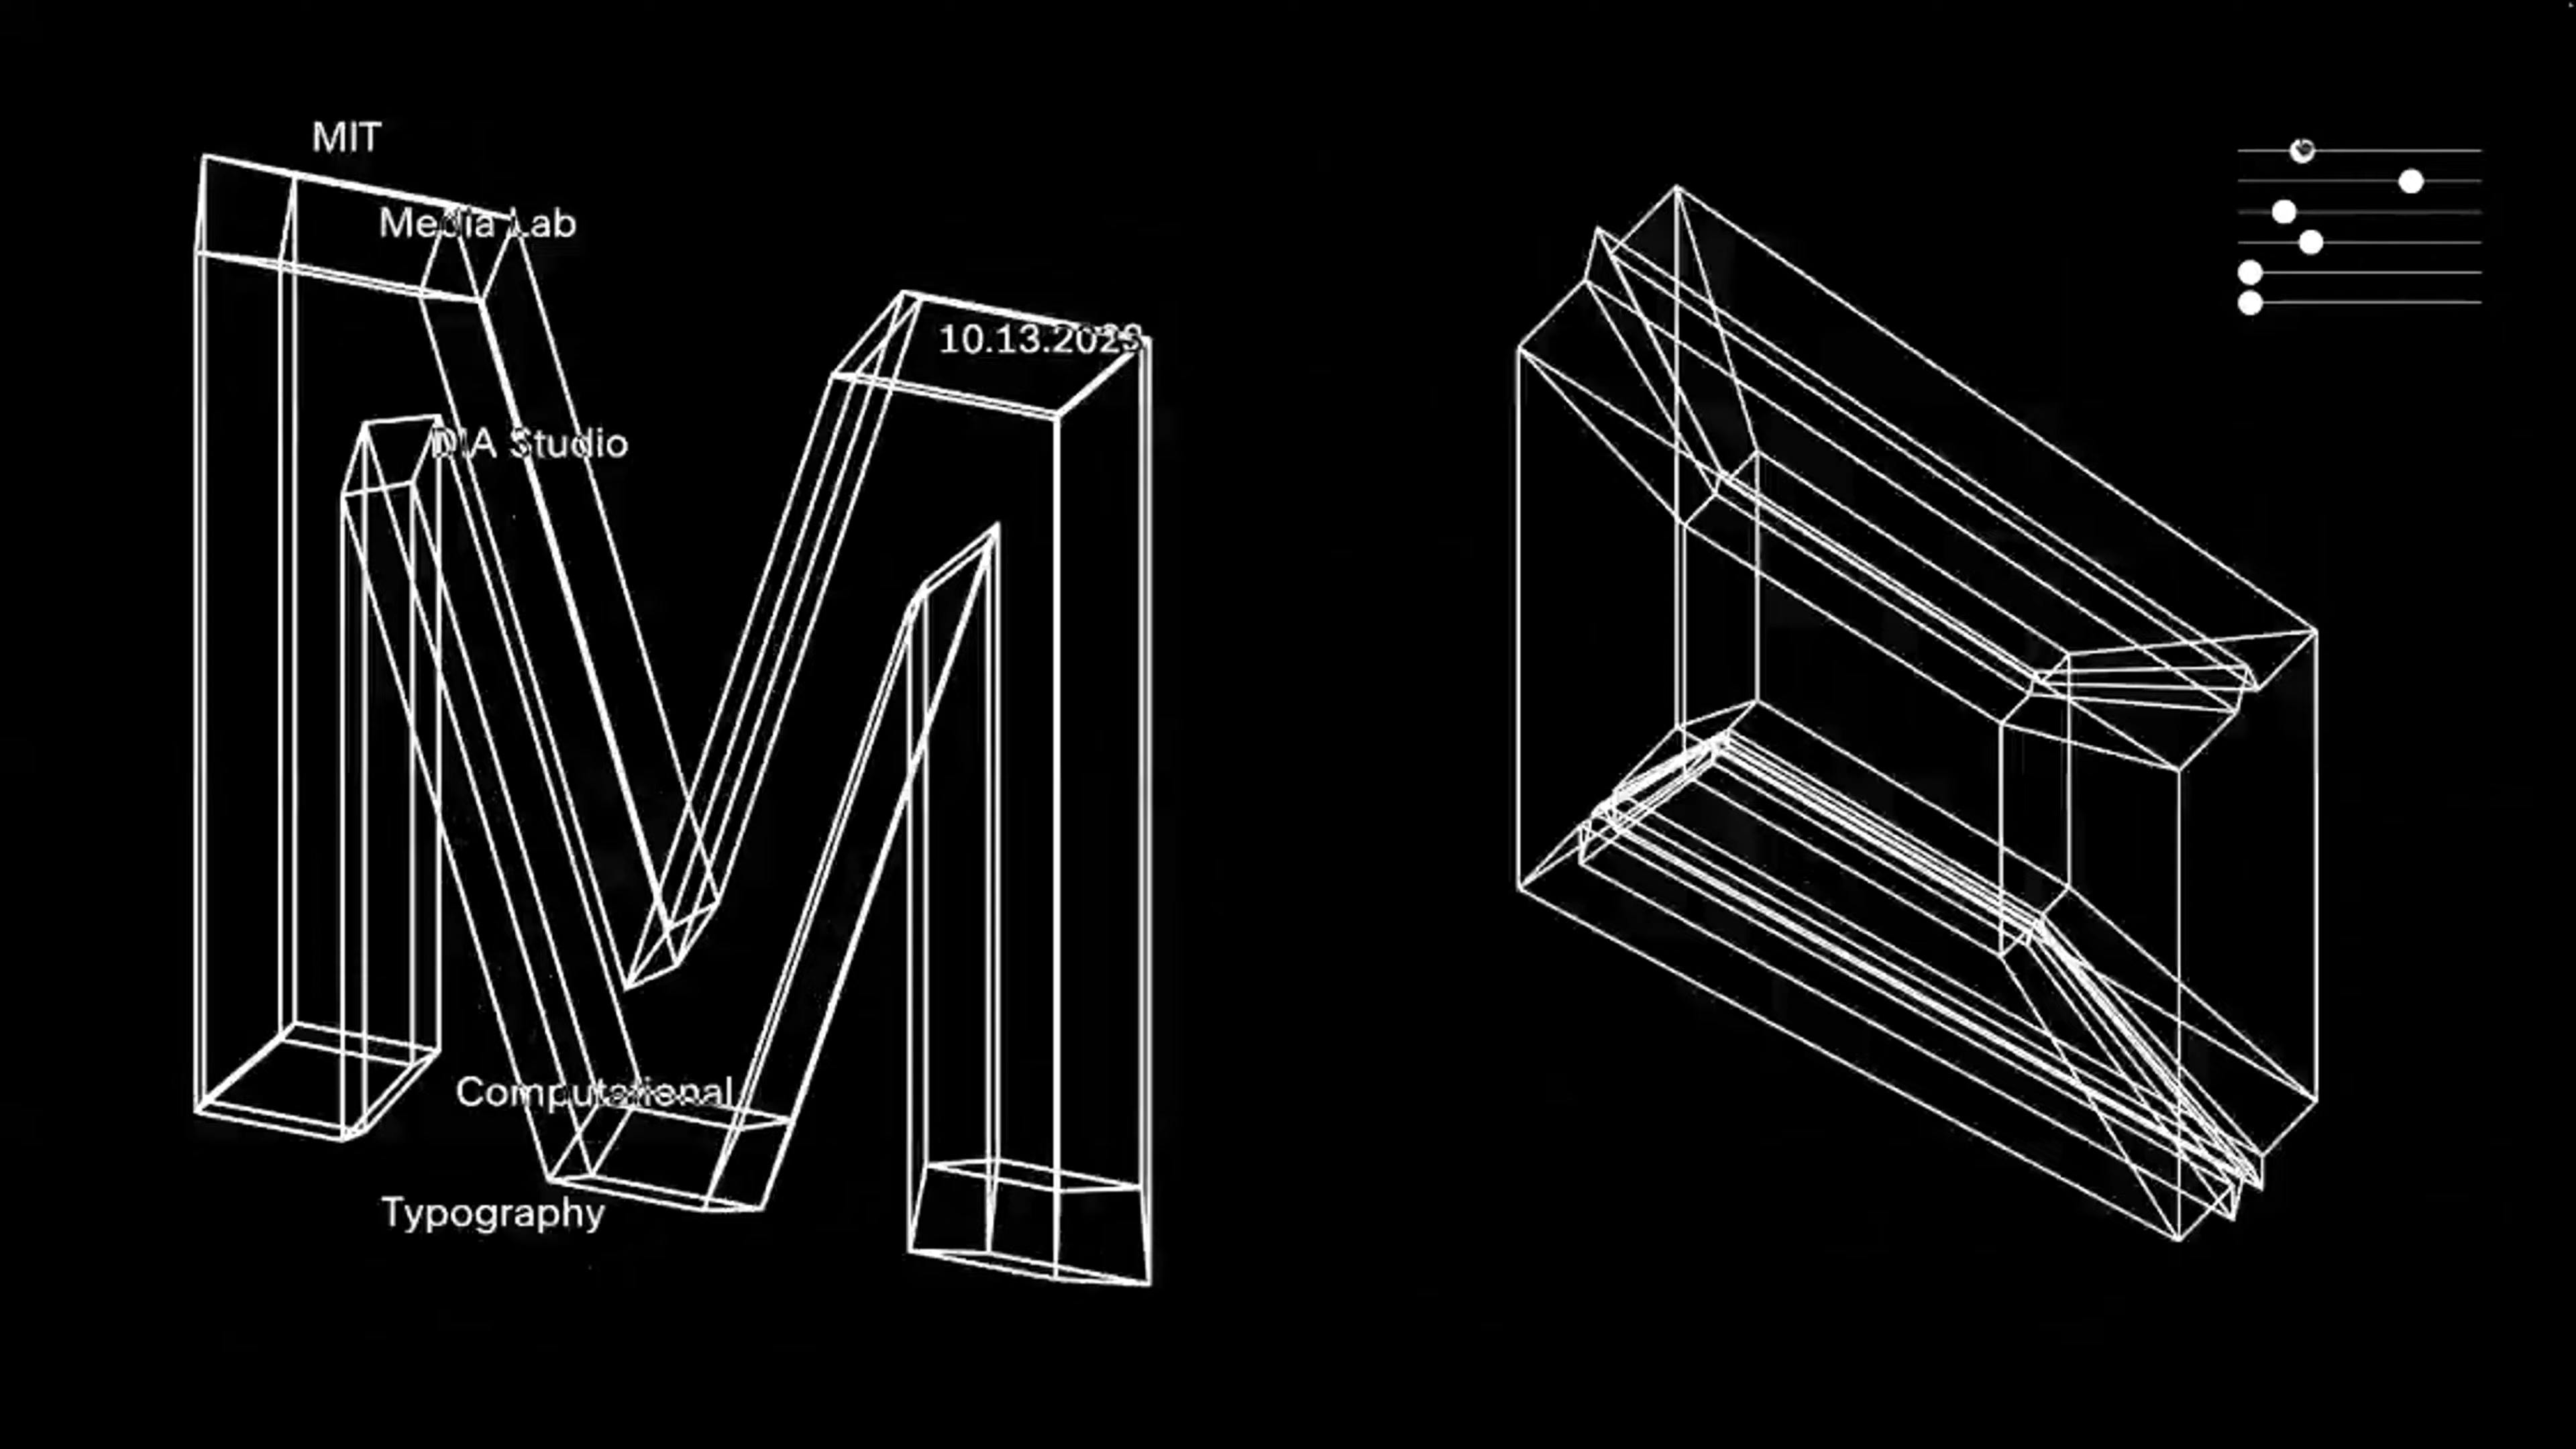 MIT
Media Lab
10.13.2023
DIA Studio
Computational
Typography
M